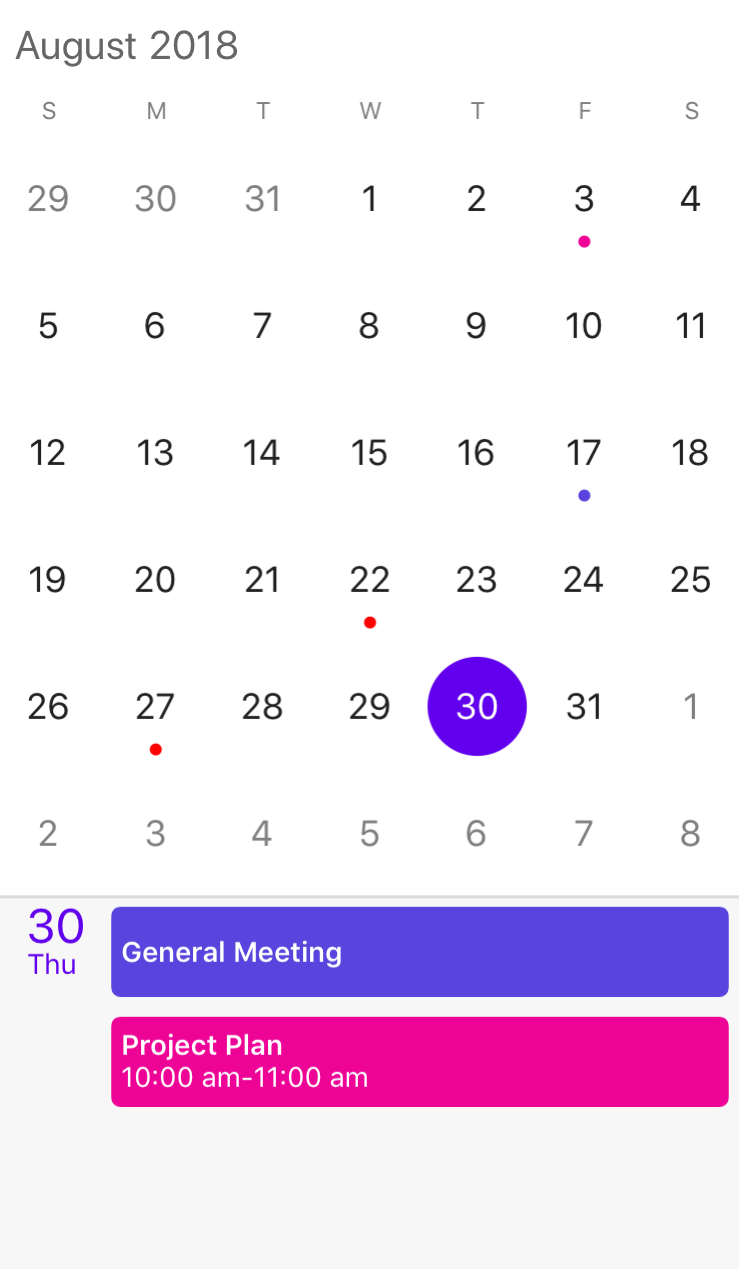 August 2018
S M T W T F S
29 30 31 1 2 3 4
5 6 7 8 9 10 11
12 13 14 15 16 17 18
19 20 21 22 23 24 25
26 27 28 29 30 31 1
2 3 4 5 6 7 8
30
Thu
General Meeting
Project Plan
10:00 am-11:00 am